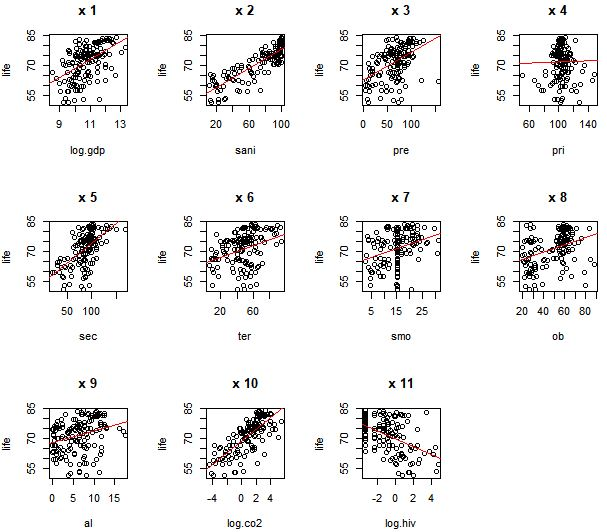 x 1 x 2 x 3 x 4
life 55 70 85 life 55 70 85 life 55 70 85 life 55 70 85
9 11 13 20 60 100 0 50 100 60 100 140
log.gdp sani pre pri
x 5 x 6 x 7 x 8
life 55 70 85 life 55 70 85 life 55 70 85 life 55 70 85
50 100 20 40 60 5 15 25 20 40 60 80
sec ter smo ob
x 9 x 10 x 11
life 55 70 85 life 55 70 85 life 55 70 85
0 5 10 15 -4 0 2 4 -2 0 2 4
al log.co2 log.hiv